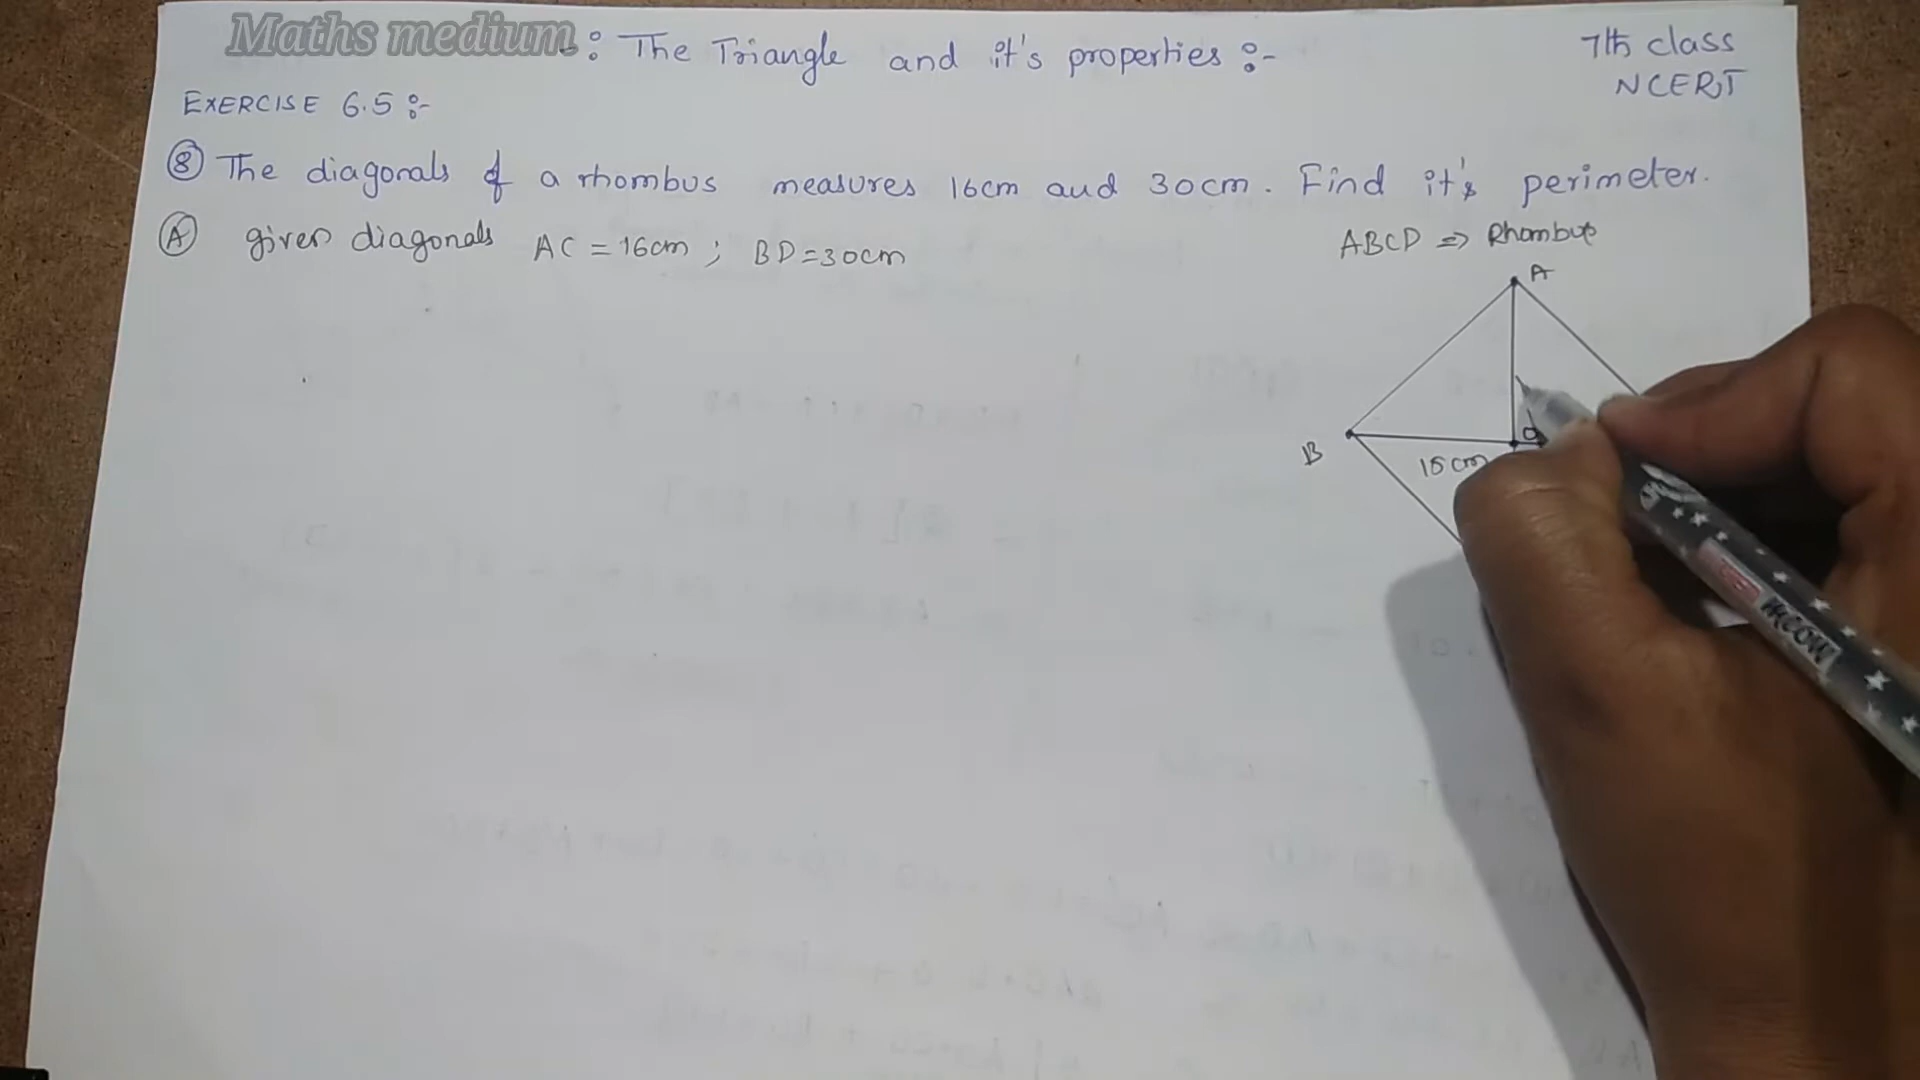 Maths medium -: The Triangle and it's properties :-
7th class
NCERT
EXERCISE 6.5 :-
8 The diagonals of a rhombus measures 16cm and 30cm. Find it's perimeter.
A given diagonals AC = 16cm ; BD = 30cm
ABCD => Rhombus
A
B
O
15 cm